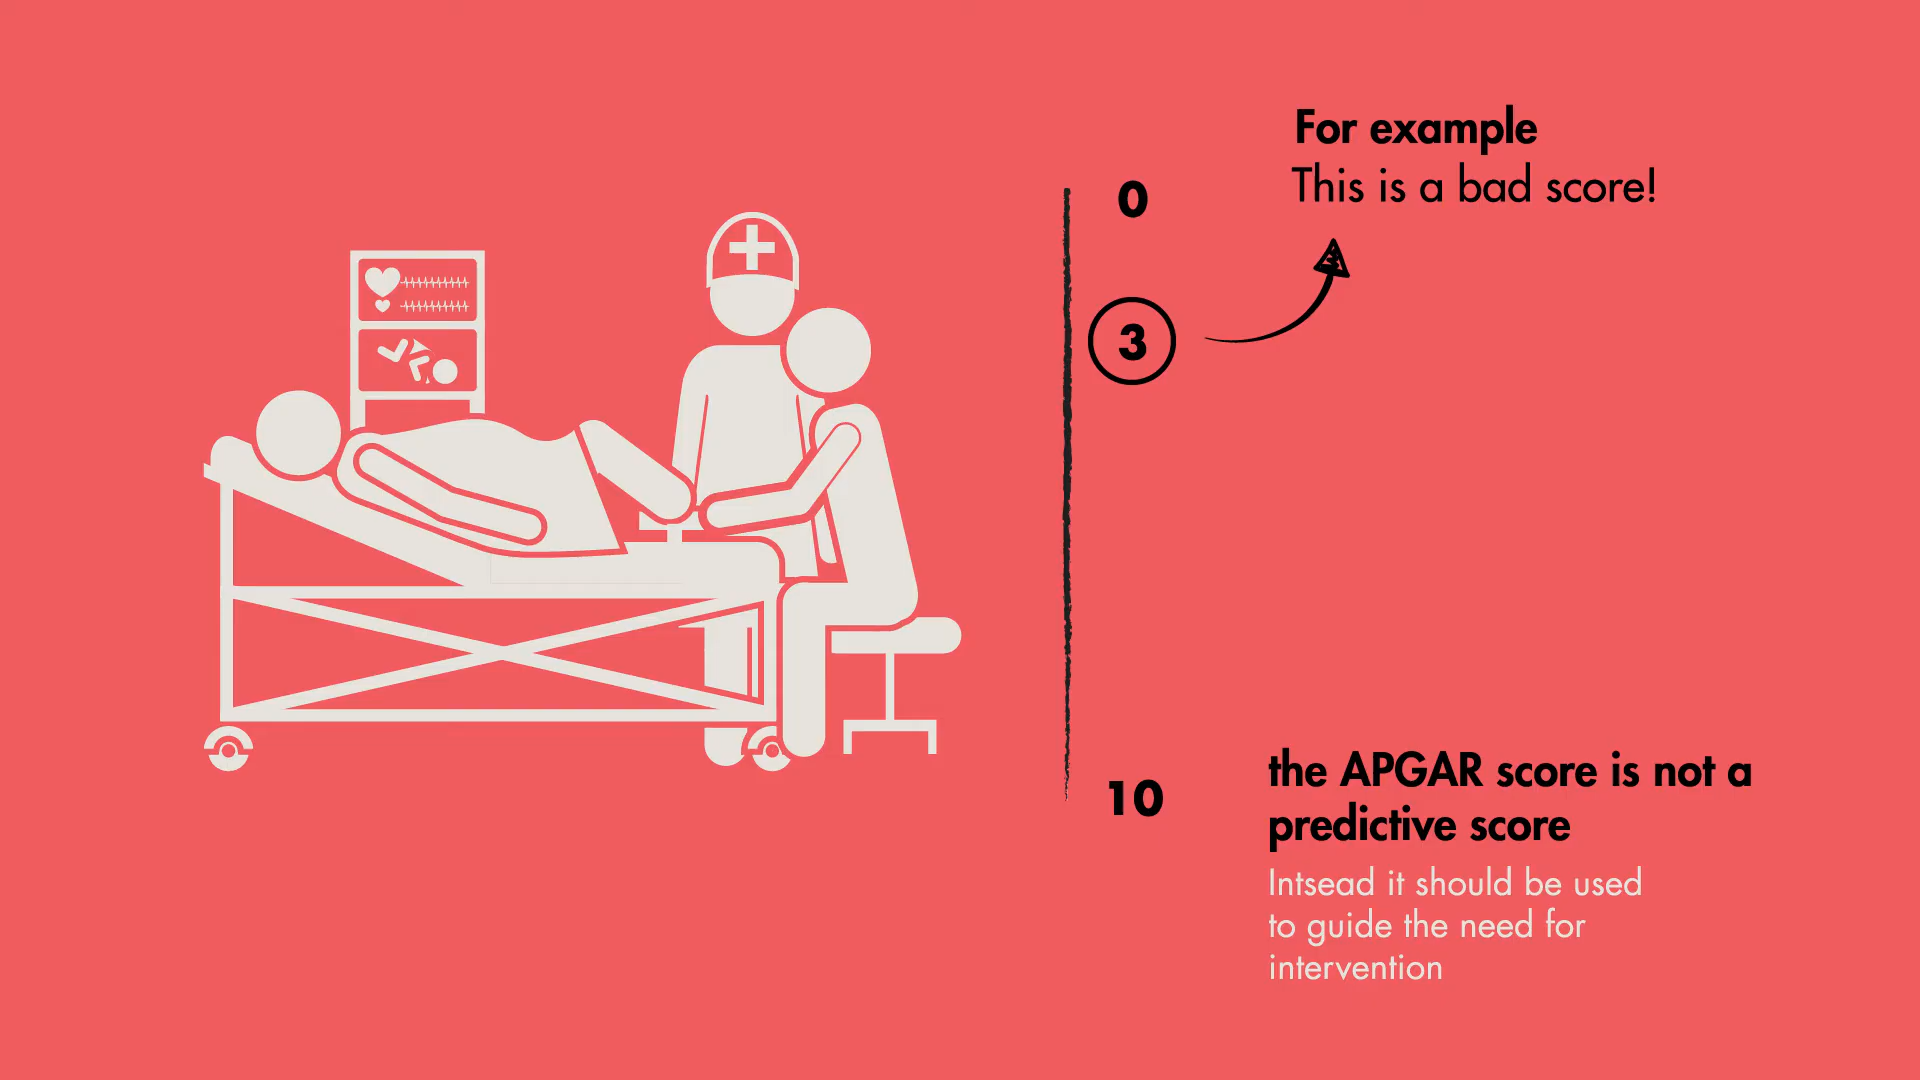 For example
This is a bad score!
0
3
10
the APGAR score is not a
predictive score
Intsead it should be used
to guide the need for
intervention